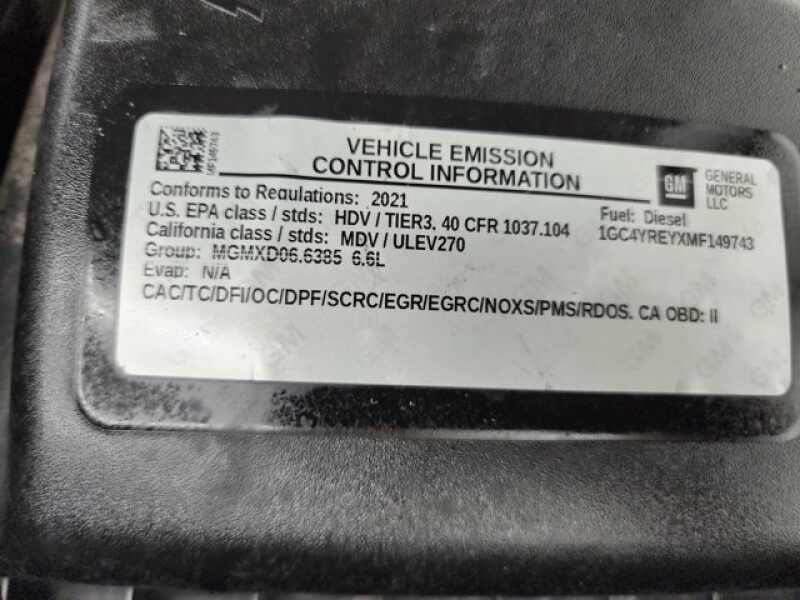 VEHICLE EMISSION
CONTROL INFORMATION
GM
GENERAL
MOTORS
LLC
Conforms to Regulations: 2021
U.S. EPA class / stds: HDV / TIER3. 40 CFR 1037.104
California class / stds: MDV / ULEV270
Group: MGMXD06.6385 6.6L
Evap: N/A
Fuel: Diesel
1GC4YREYXMF149743
CAC/TC/DFI/OC/DPF/SCRC/EGR/EGRC/NOXS/PMS/RDOS. CA OBD: II
MF149743